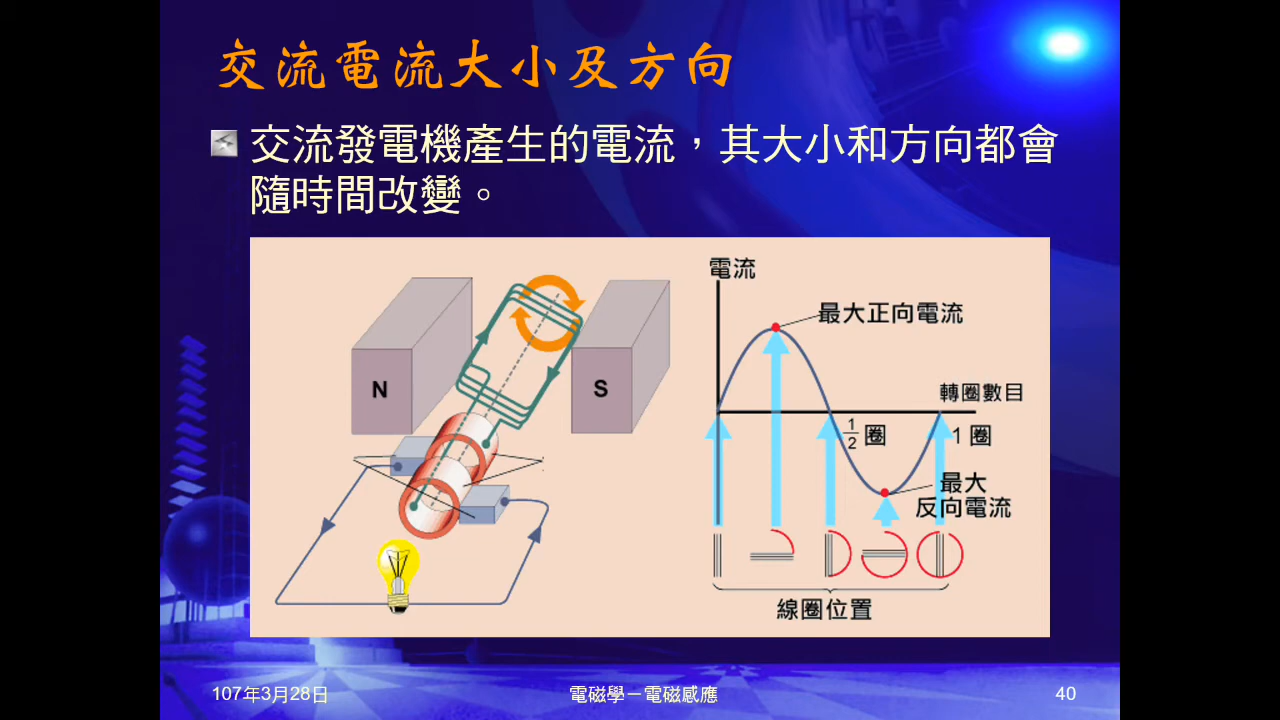 交流電流大小及方向
交流發電機產生的電流，其大小和方向都會
隨時間改變。
N
S
電流
最大正向電流
轉圈數目
1/2 圈
1 圈
最大
反向電流
線圈位置
107年3月28日
電磁學－電磁感應
40